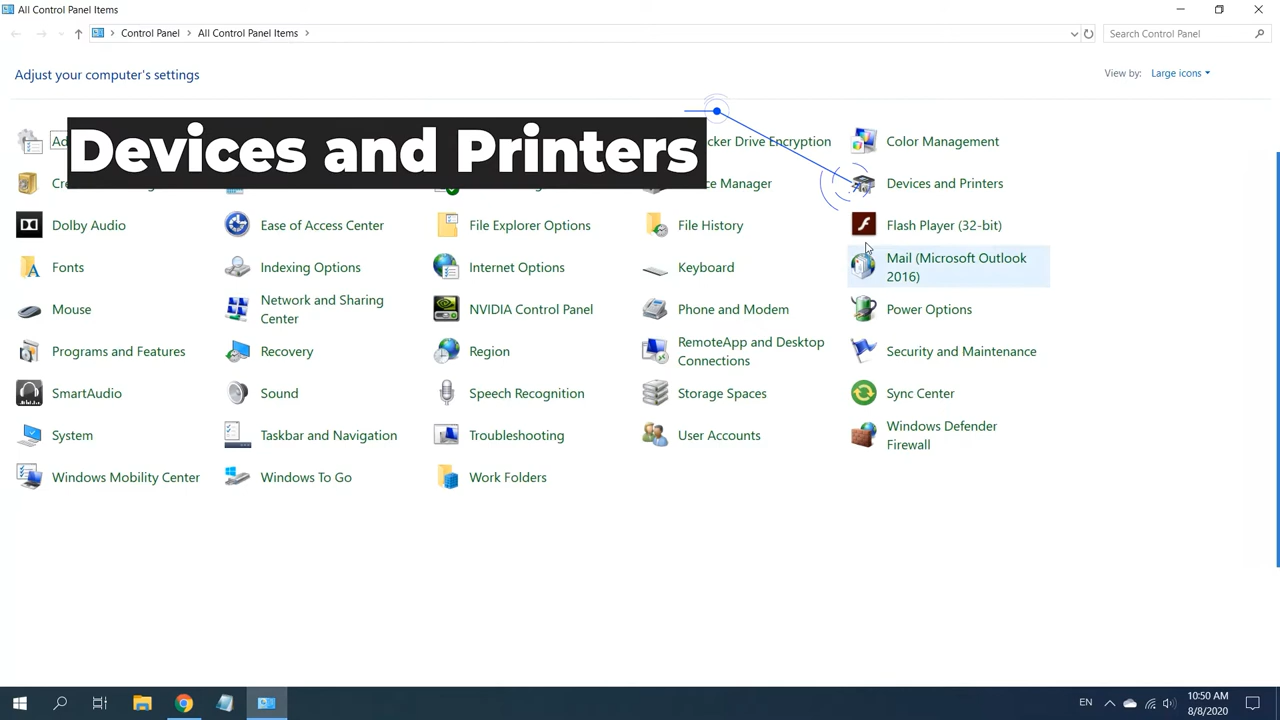 All Control Panel Items
Control Panel
All Control Panel Items
Search Control Panel
Adjust your computer's settings
View by:
Large icons
Devices and Printers
Drive Encryption
Color Management
Manager
Devices and Printers
Dolby Audio
Ease of Access Center
File Explorer Options
File History
Flash Player (32-bit)
Fonts
Indexing Options
Internet Options
Keyboard
Mail (Microsoft Outlook
2016)
Mouse
Network and Sharing
Center
NVIDIA Control Panel
Phone and Modem
Power Options
Programs and Features
Recovery
Region
RemoteApp and Desktop
Connections
Security and Maintenance
SmartAudio
Sound
Speech Recognition
Storage Spaces
Sync Center
System
Taskbar and Navigation
Troubleshooting
User Accounts
Windows Defender
Firewall
Windows Mobility Center
Windows To Go
Work Folders
EN
10:50 AM
8/8/2020